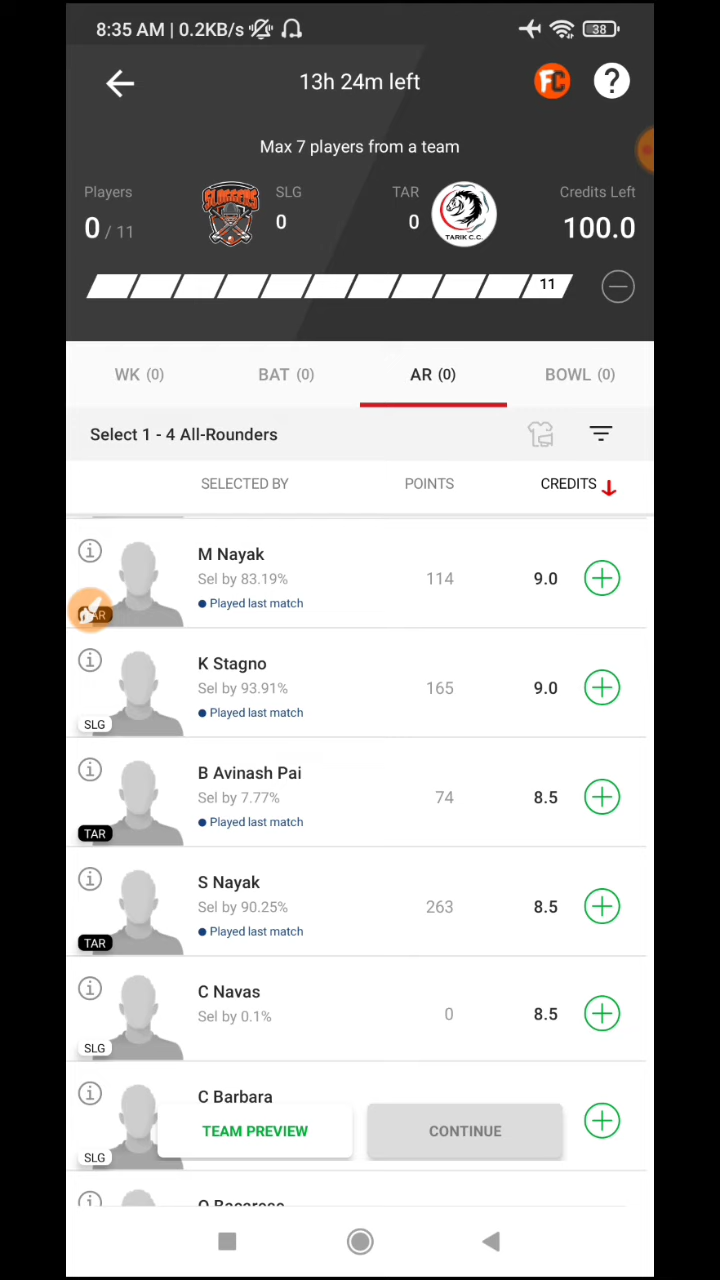 8:35 AM | 0.2KB/s
38
13h 24m left
FC
?
Max 7 players from a team
Players
SLG
TAR
Credits Left
0 / 11
SLOGGERS
0
0
TARIK C.C.
100.0
11
WK (0)
BAT (0)
AR (0)
BOWL (0)
Select 1 - 4 All-Rounders
SELECTED BY
POINTS
CREDITS
M Nayak
Sel by 83.19%
114
9.0
Played last match
K Stagno
Sel by 93.91%
165
9.0
Played last match
SLG
B Avinash Pai
Sel by 7.77%
74
8.5
Played last match
TAR
S Nayak
Sel by 90.25%
263
8.5
Played last match
TAR
C Navas
Sel by 0.1%
0
8.5
SLG
C Barbara
TEAM PREVIEW
CONTINUE
SLG